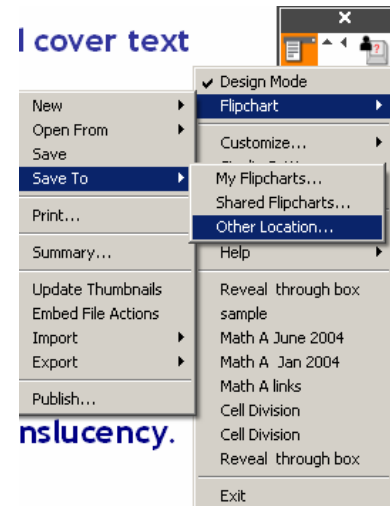 cover text
Design Mode
Flipchart
Customize...
My Flipcharts...
Shared Flipcharts...
Other Location...
Help
Reveal through box
sample
Math A June 2004
Math A Jan 2004
Math A links
Cell Division
Cell Division
Reveal through box
Exit
New
Open From
Save
Save To
Print...
Summary...
Update Thumbnails
Embed File Actions
Import
Export
Publish...
nslucency.